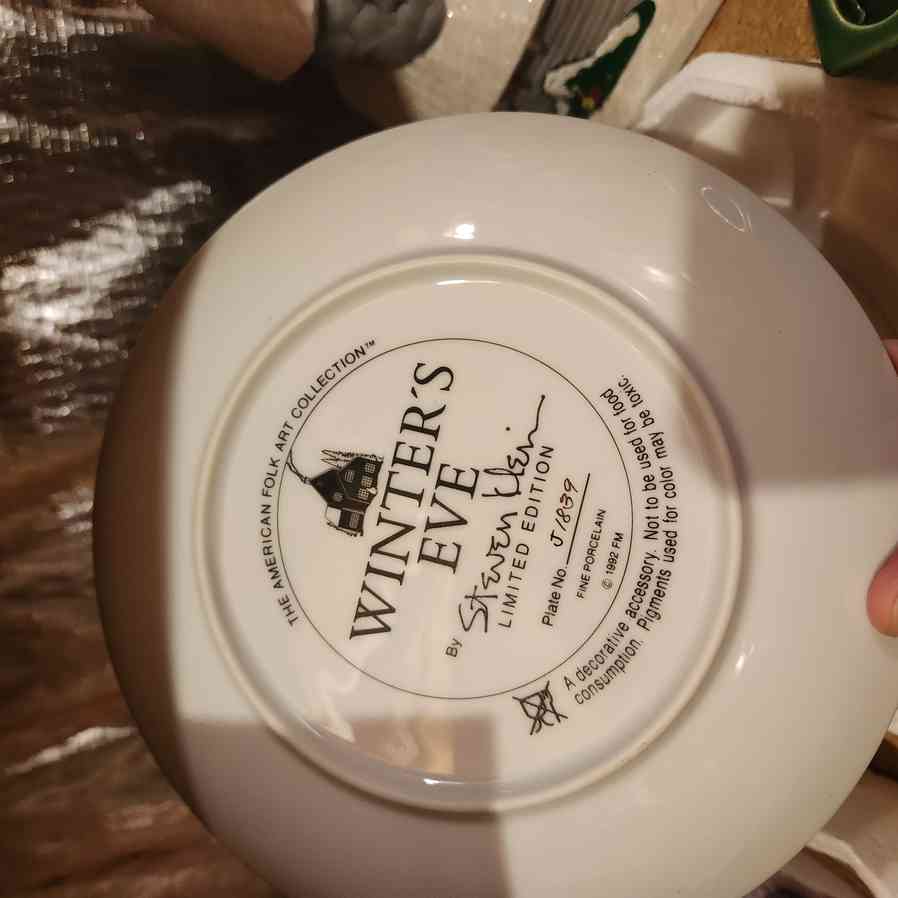 THE AMERICAN FOLK ART COLLECTION™
WINTER'S
EVE
By Steven Klein
LIMITED EDITION
Plate No. J1839
FINE PORCELAIN
© 1992 FM
A decorative accessory. Not to be used for food
consumption. Pigments used for color may be toxic.